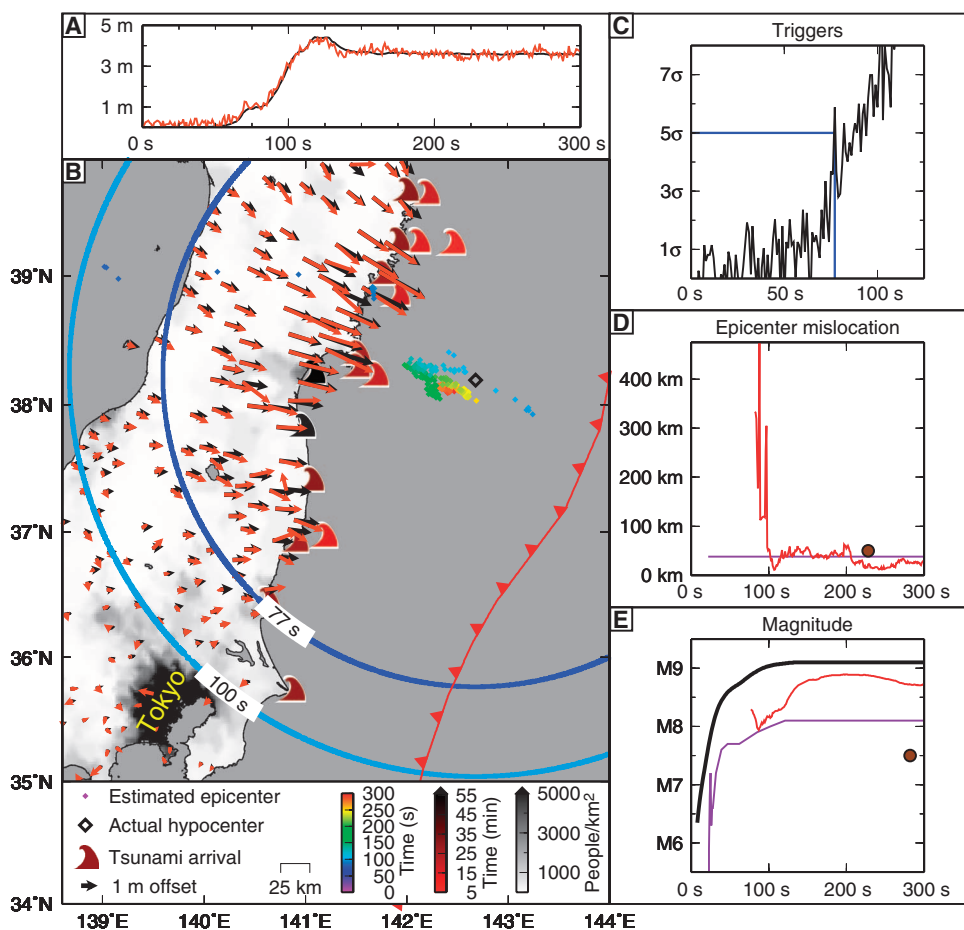 A
5 m
3 m
1 m
0 s 100 s 200 s 300 s
B
39°N
38°N
37°N
36°N
35°N
34°N
77 s
100 s
Tokyo
Estimated epicenter
Actual hypocenter
Tsunami arrival
1 m offset
25 km
300
250
200
150
100
50
0
Time (s)
55
45
35
25
15
5
Time (min)
5000
3000
1000
People/km²
139°E 140°E 141°E 142°E 143°E 144°E
C
Triggers
7σ
5σ
3σ
1σ
0 s 50 s 100 s
D
Epicenter mislocation
400 km
300 km
200 km
100 km
0 km
0 s 100 s 200 s 300 s
E
Magnitude
M9
M8
M7
M6
0 s 100 s 200 s 300 s